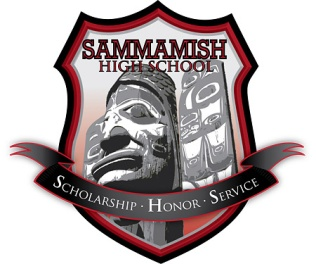 SAMMAMISH
HIGH SCHOOL
SCHOLARSHIP · HONOR · SERVICE